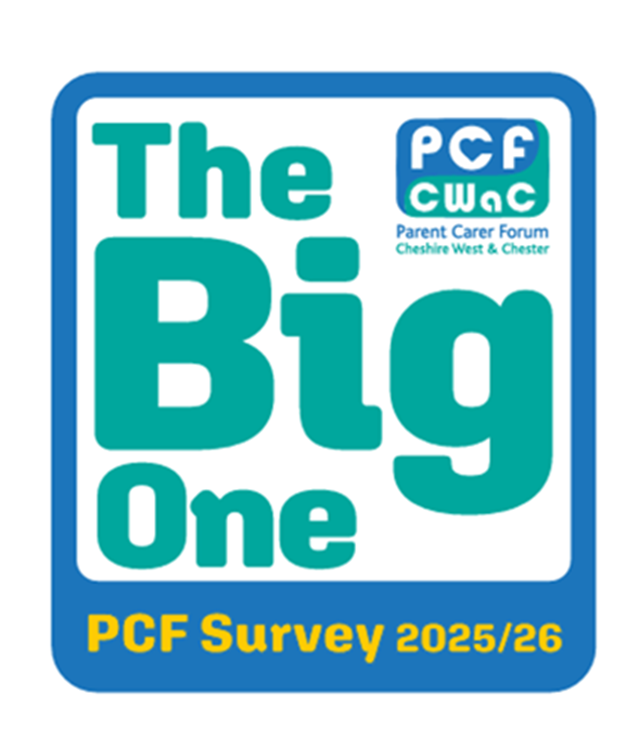 The
PCF
CWaC
Parent Carer Forum
Cheshire West & Chester
Big
One
PCF Survey 2025/26